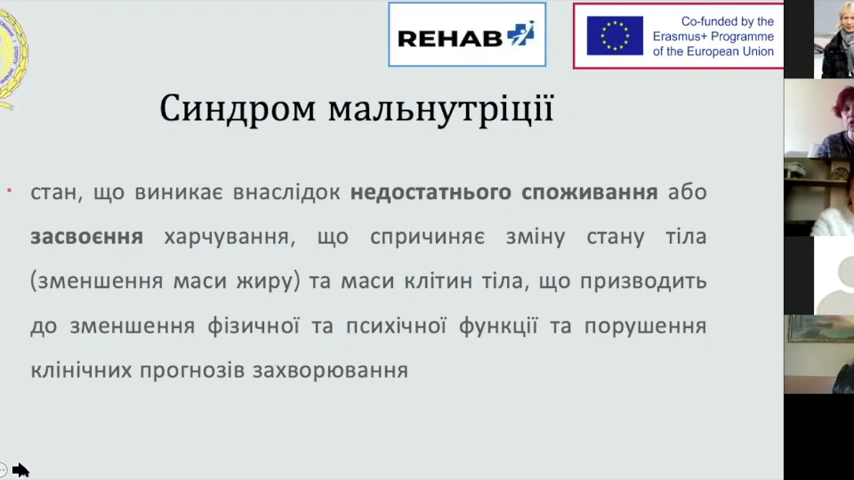 REHAB
Co-funded by the
Erasmus+ Programme
of the European Union
Синдром мальнутріції
стан, що виникає внаслідок недостатнього споживання або
засвоєння харчування, що спричиняє зміну стану тіла
(зменшення маси жиру) та маси клітин тіла, що призводить
до зменшення фізичної та психічної функції та порушення
клінічних прогнозів захворювання